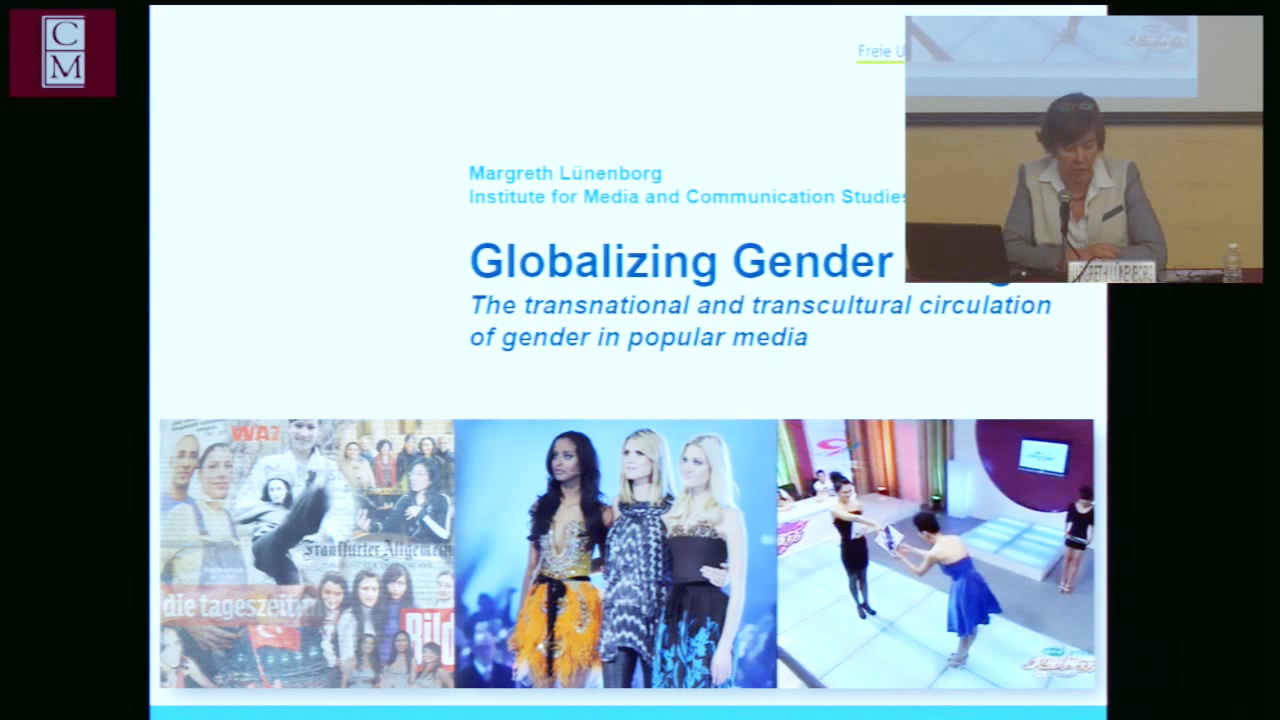 C
M
Freie U
Margreth Lünenborg
Institute for Media and Communication Studies
Globalizing Gender
The transnational and transcultural circulation
of gender in popular media
WAZ
Frankfurter Allgemein
die tageszeitun
Bild